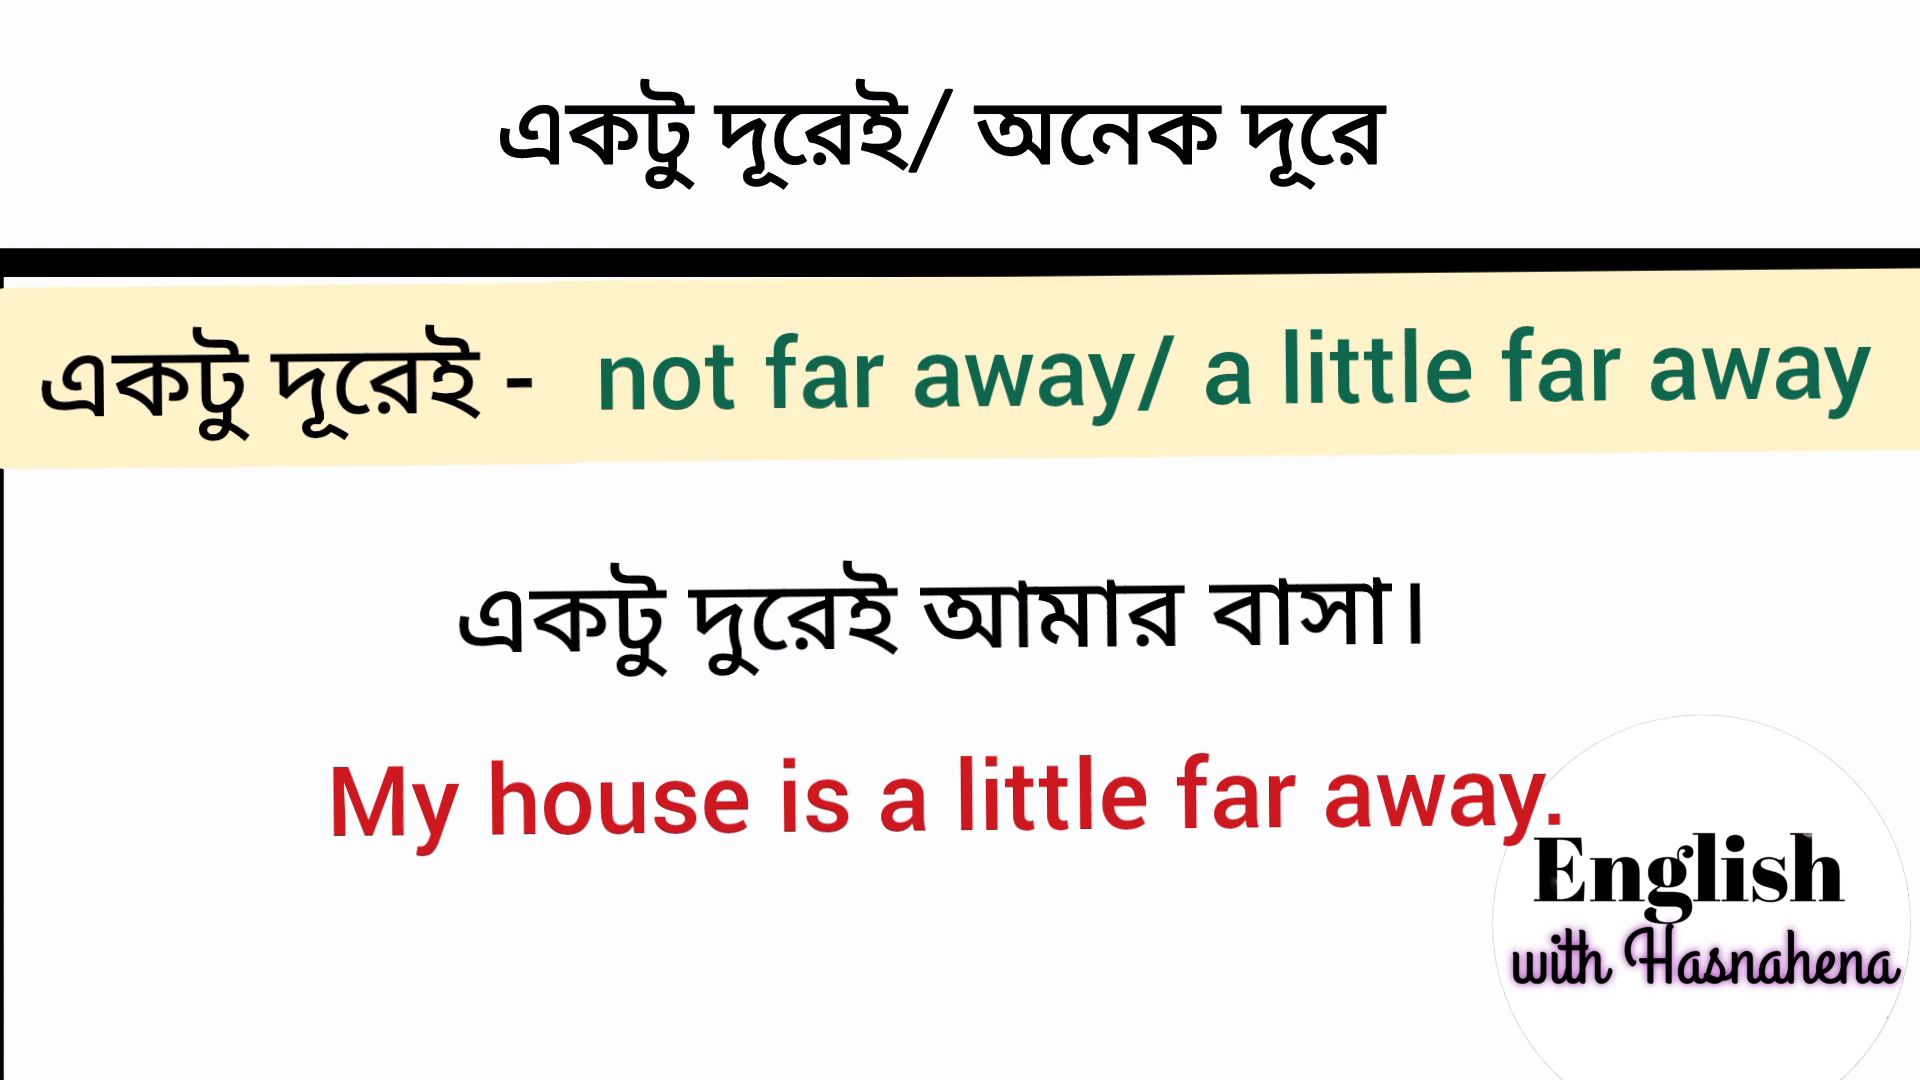 একটু দূরেই/ অনেক দূরে
একটু দূরেই - not far away/ a little far away
একটু দুরেই আমার বাসা।
My house is a little far away.
English
with Hasnahena